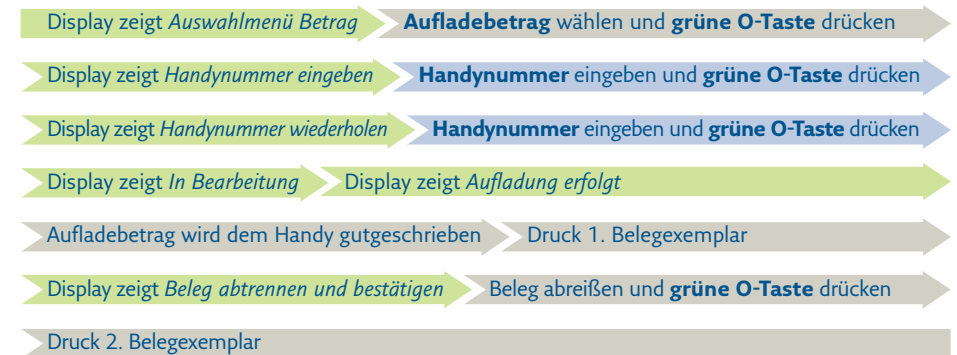 Display zeigt Auswahlmenü Betrag Aufladebetrag wählen und grüne O-Taste drücken
Display zeigt Handynummer eingeben Handynummer eingeben und grüne O-Taste drücken
Display zeigt Handynummer wiederholen Handynummer eingeben und grüne O-Taste drücken
Display zeigt In Bearbeitung Display zeigt Aufladung erfolgt
Aufladebetrag wird dem Handy gutgeschrieben Druck 1. Belegexemplar
Display zeigt Beleg abtrennen und bestätigen Beleg abreißen und grüne O-Taste drücken
Druck 2. Belegexemplar